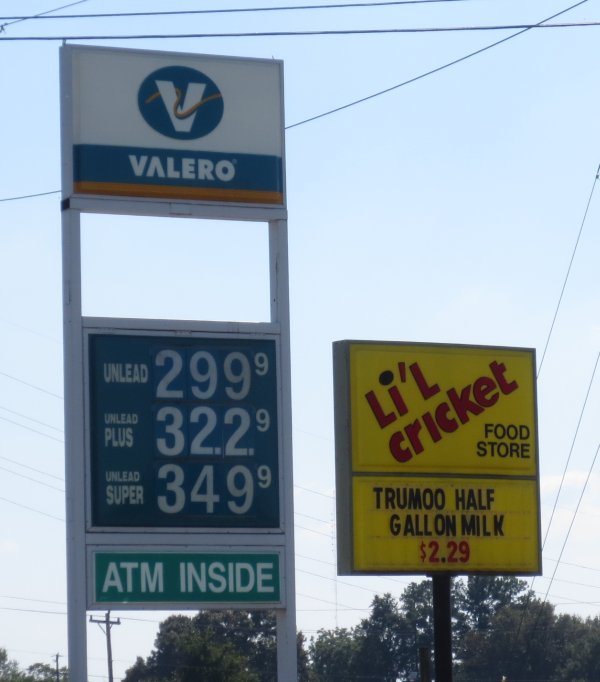 VALERO
UNLEAD 299 9
UNLEAD PLUS 322 9
UNLEAD SUPER 349 9
ATM INSIDE
Li'L
cricket
FOOD
STORE
TRUMOO HALF
GALLON MILK
$2.29